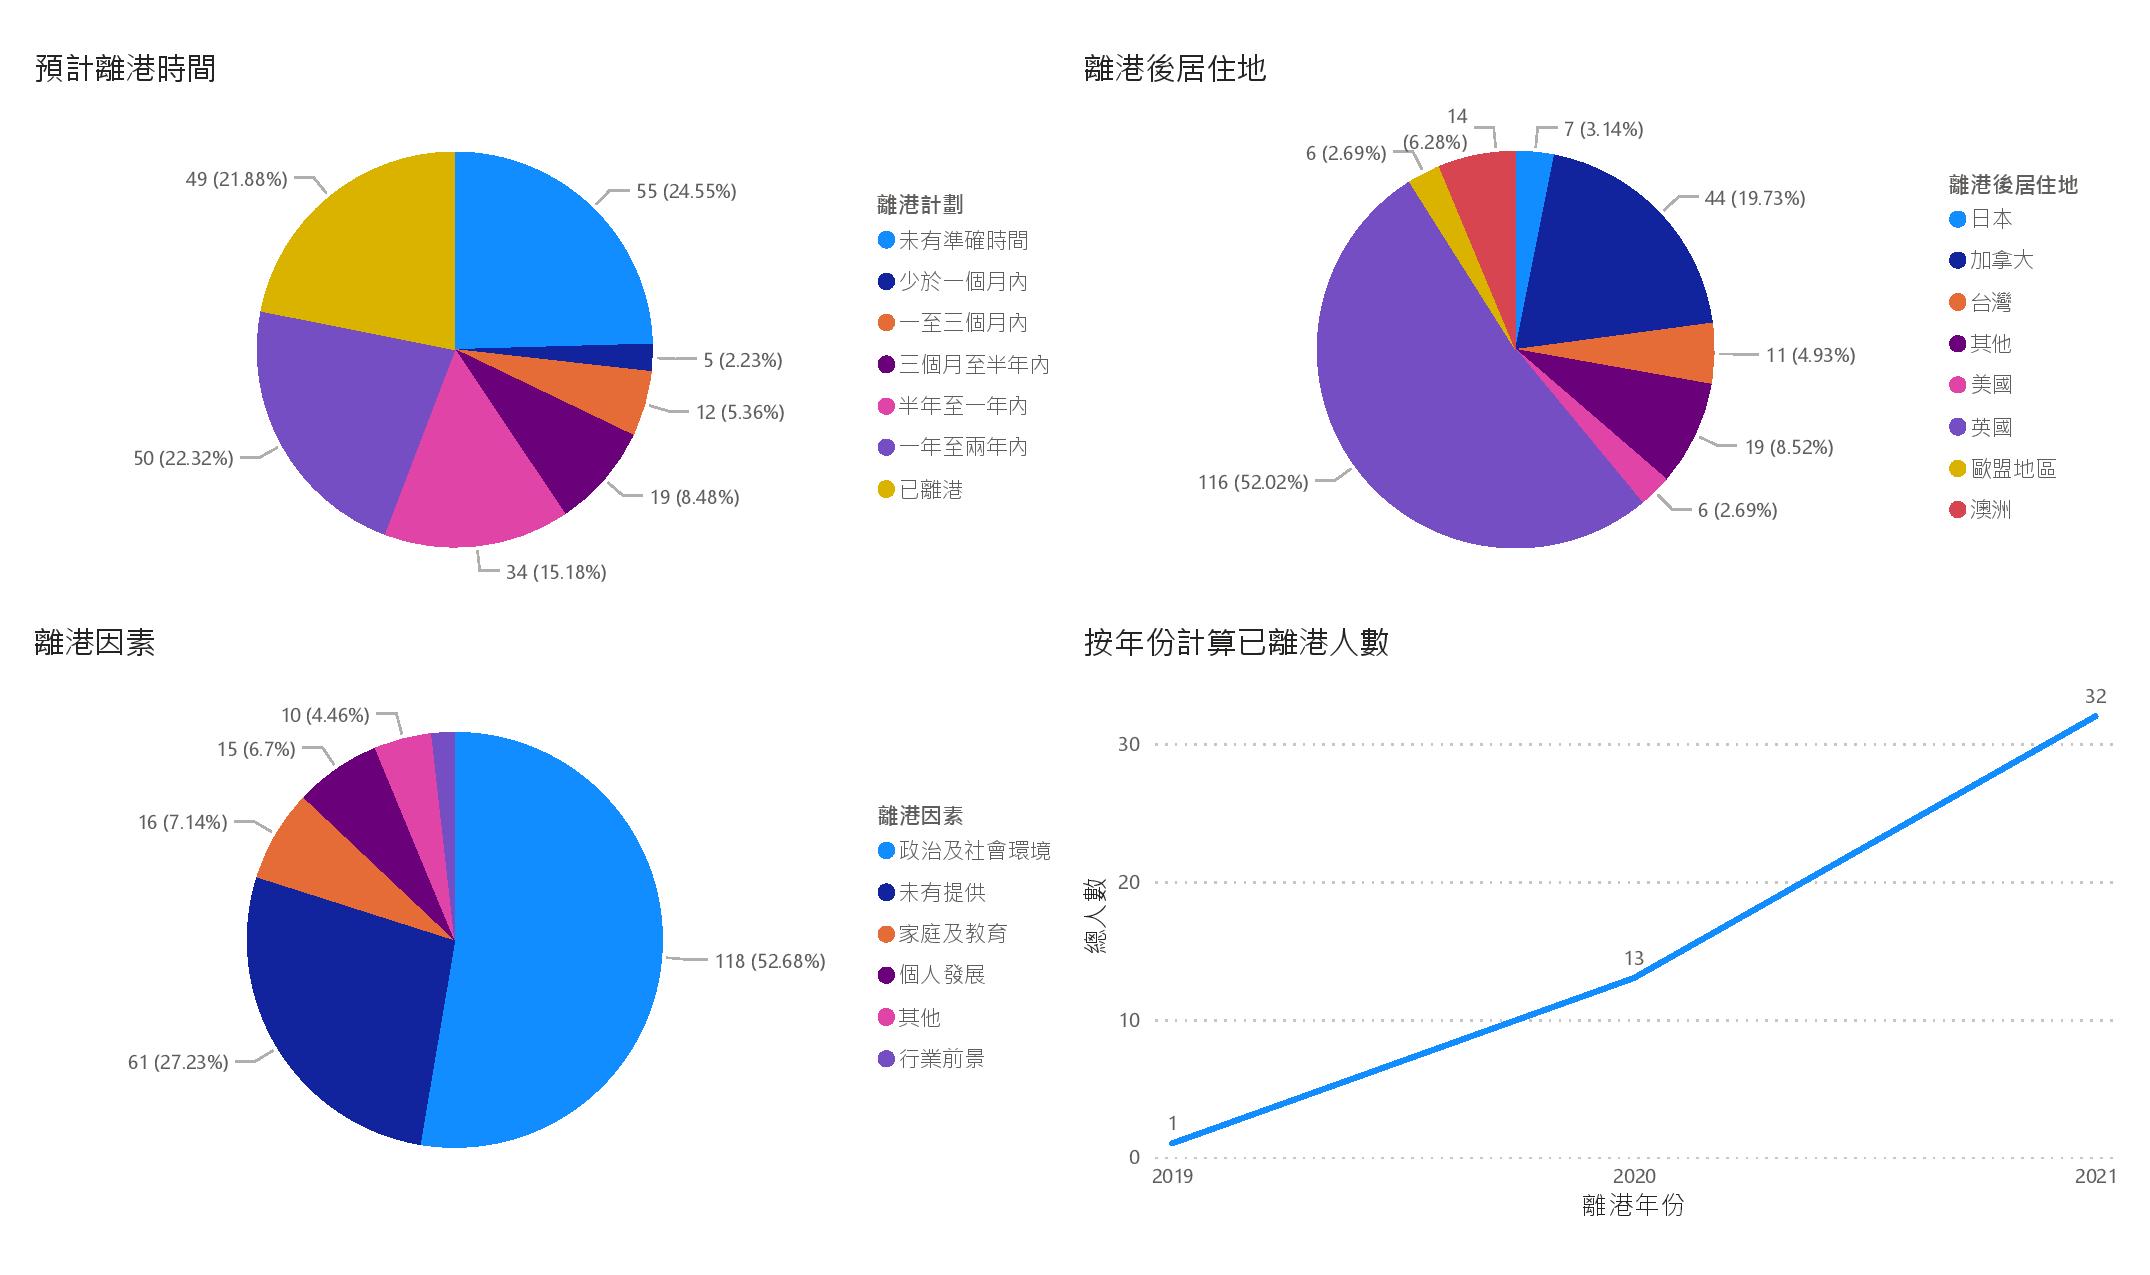 預計離港時間
49 (21.88%)
55 (24.55%)
5 (2.23%)
12 (5.36%)
50 (22.32%)
19 (8.48%)
34 (15.18%)
離港計劃
未有準確時間
少於一個月內
一至三個月內
三個月至半年內
半年至一年內
一年至兩年內
已離港
離港後居住地
14
(6.28%)
7 (3.14%)
6 (2.69%)
44 (19.73%)
11 (4.93%)
19 (8.52%)
116 (52.02%)
6 (2.69%)
離港後居住地
日本
加拿大
台灣
其他
美國
英國
歐盟地區
澳洲
離港因素
10 (4.46%)
15 (6.7%)
16 (7.14%)
118 (52.68%)
61 (27.23%)
離港因素
政治及社會環境
未有提供
家庭及教育
個人發展
其他
行業前景
按年份計算已離港人數
總人數
30
20
10
0
1
13
32
2019
2020
2021
離港年份